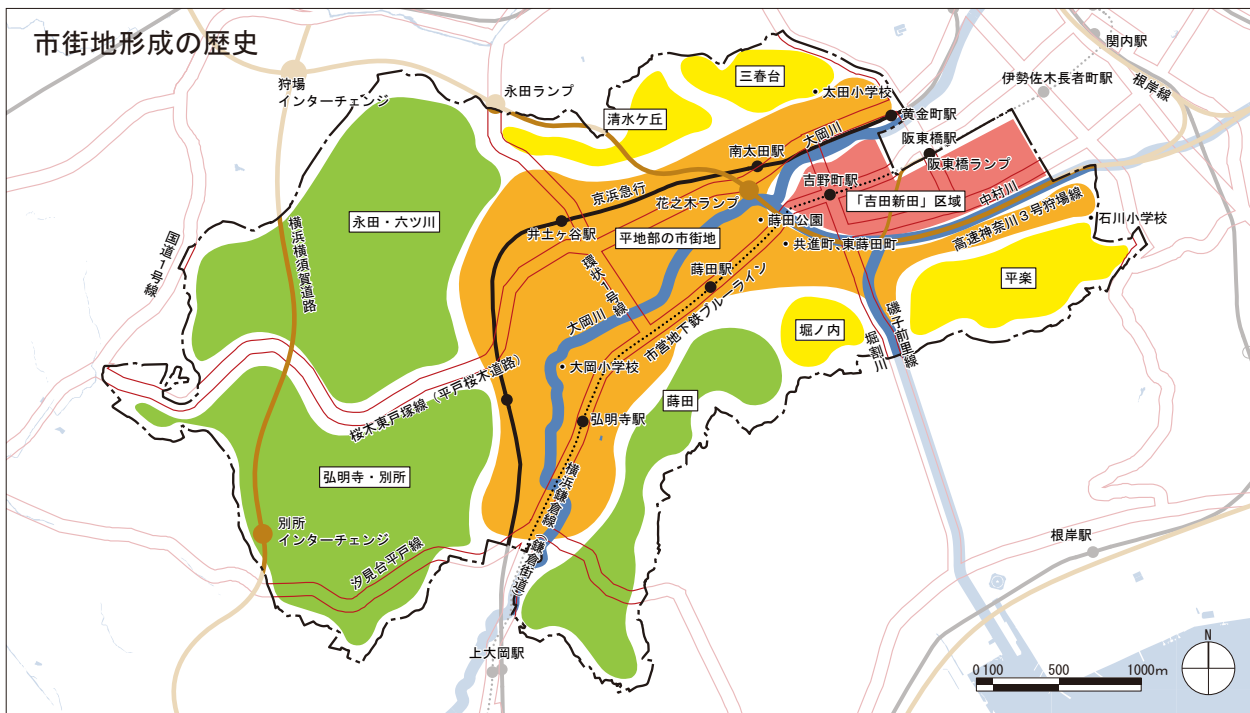 市街地形成の歴史
関内駅
三春台
根岸線
狩場
インターチェンジ
永田ランプ
伊勢佐木長者町駅
太田小学校
清水ケ丘
黄金町駅
大岡川
阪東橋駅
南太田駅
阪東橋ランプ
京浜急行
吉野町駅
中村川
花之木ランプ
「吉田新田」区域
永田・六ツ川
蒔田公園
石川小学校
井土ヶ谷駅
平地部の市街地
共進町、東蒔田町
高速神奈川3号狩場線
国道1号線
横浜横須賀道路
環状1号線
蒔田駅
平楽
大岡川
市営地下鉄ブルーライン
堀ノ内
磯子前里線
堀割川
大岡小学校
桜木東戸塚線(平戸桜木道路)
蒔田
弘明寺駅
弘明寺・別所
横浜鎌倉線(鎌倉街道)
別所
インターチェンジ
根岸駅
汐見台平戸線
上大岡駅
N
0 100 500 1000m